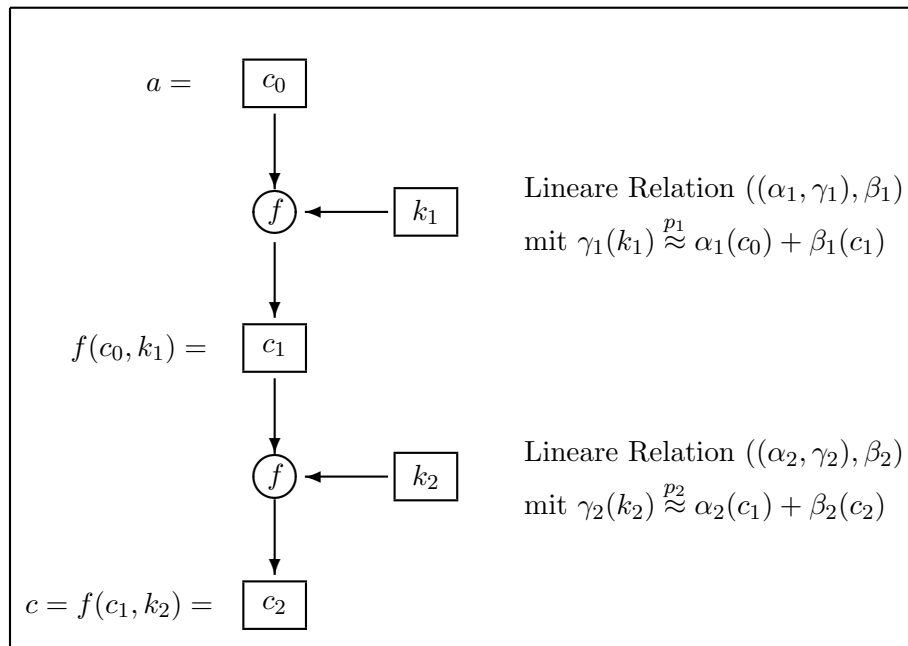 a = c₀
f k₁ Lineare Relation ((α₁, γ₁), β₁)
mit γ₁(k₁) ≈^{p₁} α₁(c₀) + β₁(c₁)
f(c₀, k₁) = c₁
f k₂ Lineare Relation ((α₂, γ₂), β₂)
mit γ₂(k₂) ≈^{p₂} α₂(c₁) + β₂(c₂)
c = f(c₁, k₂) = c₂